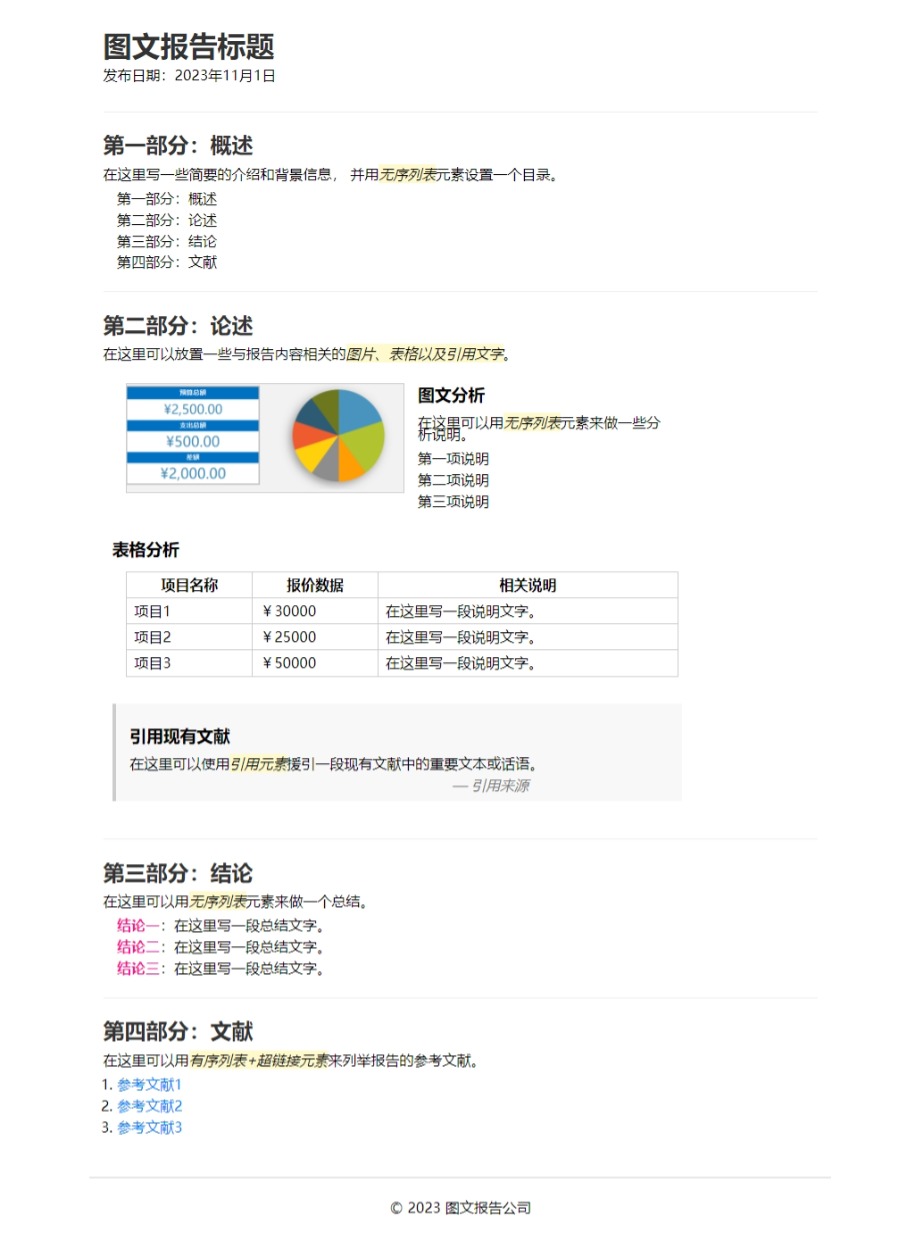 图文报告标题
发布日期：2023年11月1日
第一部分：概述
在这里写一些简要的介绍和背景信息， 并用无序列表元素设置一个目录。
第一部分：概述
第二部分：论述
第三部分：结论
第四部分：文献
第二部分：论述
在这里可以放置一些与报告内容相关的图片、表格以及引用文字。
预算总额
¥2,500.00
支出总额
¥500.00
差额
¥2,000.00
图文分析
在这里可以用无序列表元素来做一些分
析说明。
第一项说明
第二项说明
第三项说明
表格分析
项目名称 报价数据 相关说明
项目1 ￥30000 在这里写一段说明文字。
项目2 ￥25000 在这里写一段说明文字。
项目3 ￥50000 在这里写一段说明文字。
引用现有文献
在这里可以使用引用元素援引一段现有文献中的重要文本或话语。
— 引用来源
第三部分：结论
在这里可以用无序列表元素来做一个总结。
结论一：在这里写一段总结文字。
结论二：在这里写一段总结文字。
结论三：在这里写一段总结文字。
第四部分：文献
在这里可以用有序列表+超链接元素来列举报告的参考文献。
1. 参考文献1
2. 参考文献2
3. 参考文献3
© 2023 图文报告公司